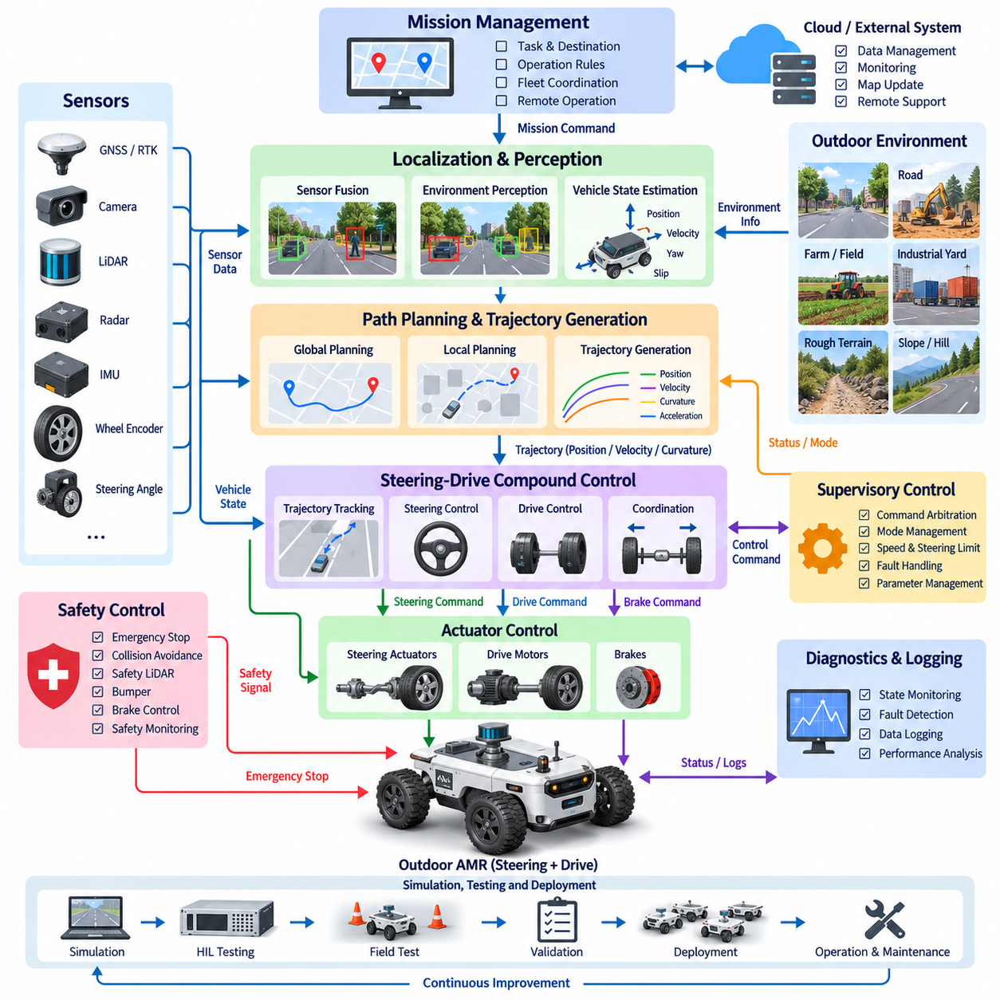 Mission Management
Task & Destination
Operation Rules
Fleet Coordination
Remote Operation
Cloud / External System
Data Management
Monitoring
Map Update
Remote Support
Mission Command
Sensors
GNSS / RTK
Camera
LiDAR
Radar
IMU
Wheel Encoder
Steering Angle
...
Sensor
Data
Vehicle
State
Localization & Perception
Sensor Fusion
Environment Perception
Vehicle State Estimation
Position
Velocity
Yaw
Slip
Environment
Info
Outdoor Environment
Road
Farm / Field
Industrial Yard
Rough Terrain
Slope / Hill
Path Planning & Trajectory Generation
Global Planning
Local Planning
Trajectory Generation
Position
Velocity
Curvature
Acceleration
Status / Mode
Trajectory (Position / Velocity / Curvature)
Steering-Drive Compound Control
Trajectory Tracking
Steering Control
Drive Control
Coordination
Control
Command
Supervisory Control
Command Arbitration
Mode Management
Speed & Steering Limit
Fault Handling
Parameter Management
Steering Command
Drive Command
Brake Command
Safety Control
Emergency Stop
Collision Avoidance
Safety LiDAR
Bumper
Brake Control
Safety Monitoring
Safety
Signal
Emergency Stop
Actuator Control
Steering Actuators
Drive Motors
Brakes
Diagnostics & Logging
State Monitoring
Fault Detection
Data Logging
Performance Analysis
Status / Logs
Outdoor AMR (Steering + Drive)
Simulation, Testing and Deployment
Simulation
HIL Testing
Field Test
Validation
Deployment
Operation & Maintenance
Continuous Improvement